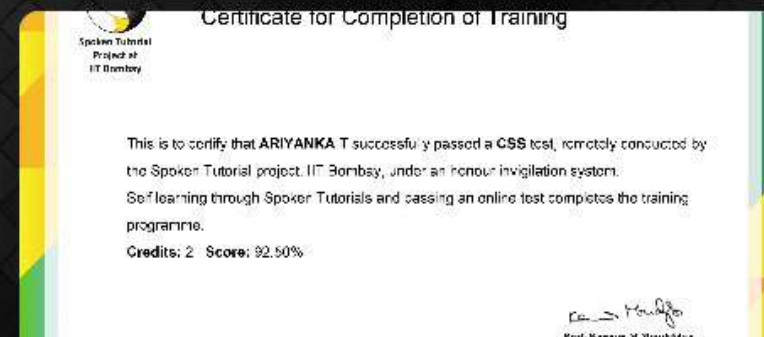 Certificate for Completion of Training
Spoken Tutorial
Project at
IIT Bombay
This is to certify that ARIYANKA T successfully passed a CSS test, remotely conducted by
the Spoken Tutorial project, IIT Bombay, under an honour invigilation system.
Self learning through Spoken Tutorials and passing an online test completes the training
programme.
Credits: 2 Score: 92.50%